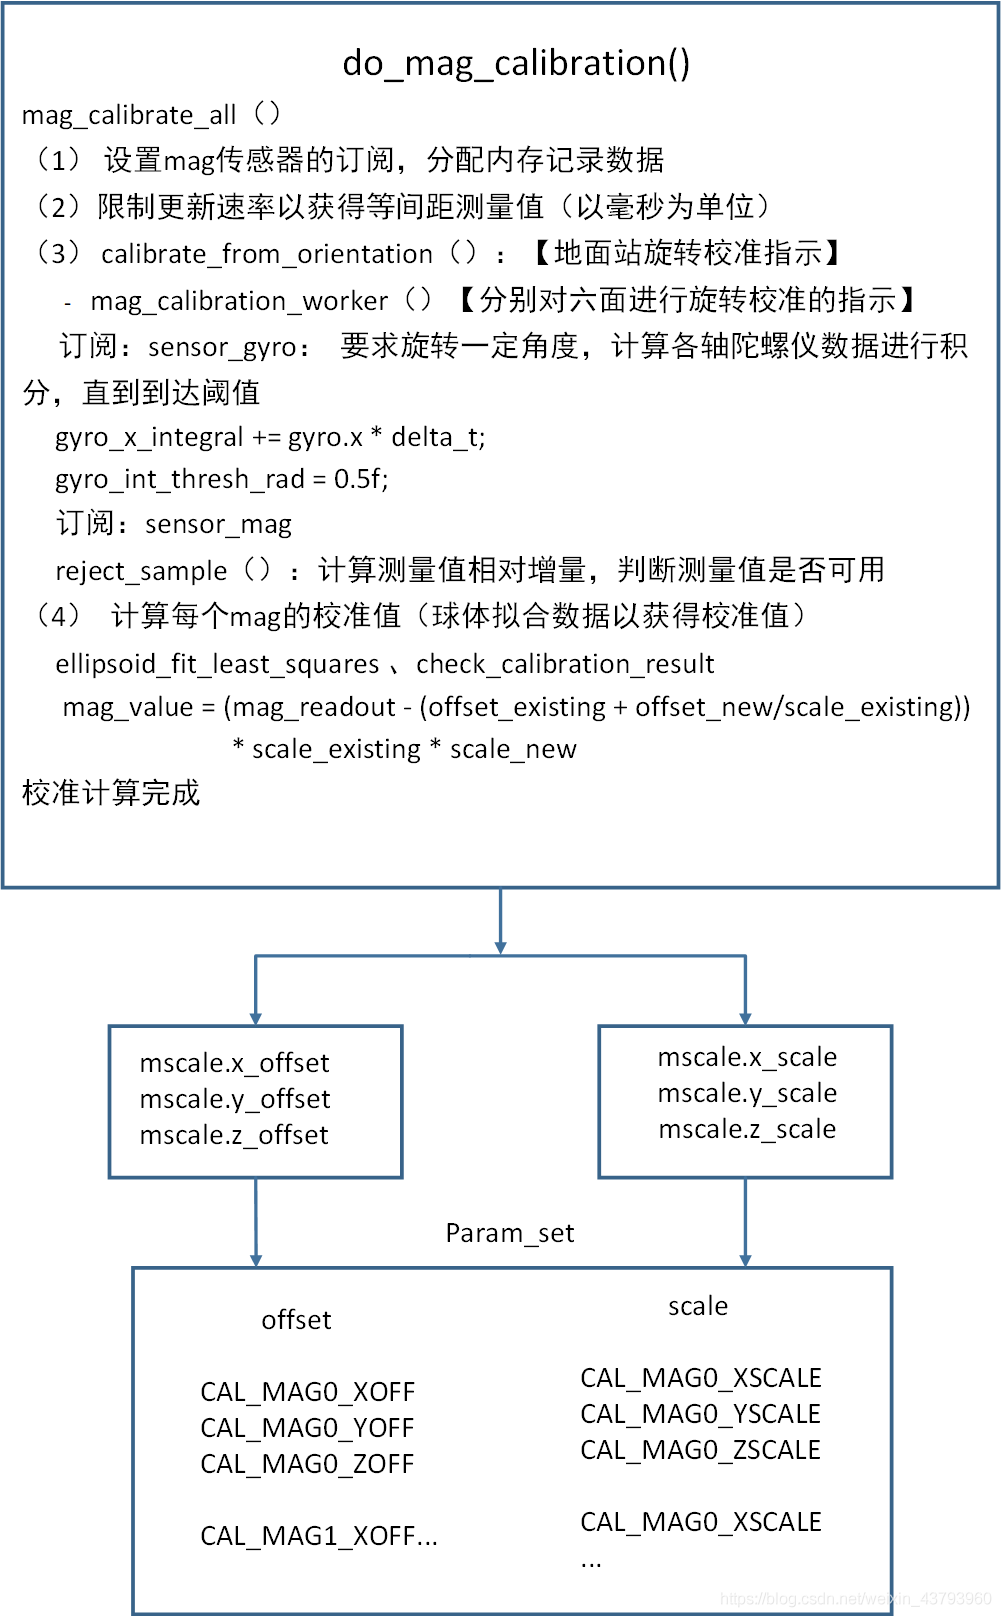 do_mag_calibration()
mag_calibrate_all（）
（1） 设置mag传感器的订阅，分配内存记录数据
（2）限制更新速率以获得等间距测量值（以毫秒为单位）
（3）calibrate_from_orientation（）：【地面站旋转校准指示】
- mag_calibration_worker（）【分别对六面进行旋转校准的指示】
订阅：sensor_gyro： 要求旋转一定角度，计算各轴陀螺仪数据进行积
分，直到到达阈值
gyro_x_integral += gyro.x * delta_t;
gyro_int_thresh_rad = 0.5f;
订阅：sensor_mag
reject_sample（）：计算测量值相对增量，判断测量值是否可用
（4） 计算每个mag的校准值（球体拟合数据以获得校准值）
ellipsoid_fit_least_squares 、check_calibration_result
mag_value = (mag_readout - (offset_existing + offset_new/scale_existing))
* scale_existing * scale_new
校准计算完成
mscale.x_offset
mscale.y_offset
mscale.z_offset
mscale.x_scale
mscale.y_scale
mscale.z_scale
Param_set
offset
CAL_MAG0_XOFF
CAL_MAG0_YOFF
CAL_MAG0_ZOFF
CAL_MAG1_XOFF...
scale
CAL_MAG0_XSCALE
CAL_MAG0_YSCALE
CAL_MAG0_ZSCALE
CAL_MAG0_XSCALE
...
https://blog.csdn.net/weixin_43793960